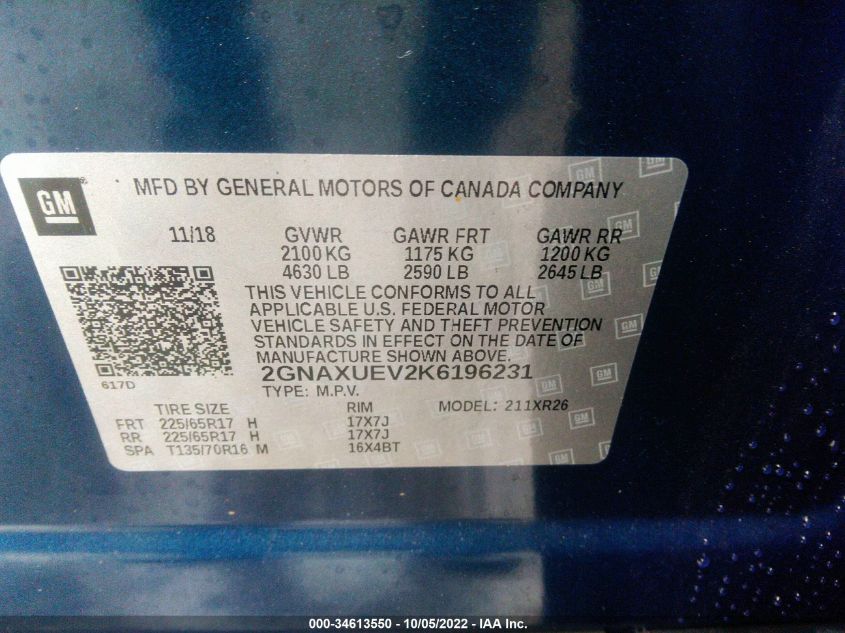 GM
MFD BY GENERAL MOTORS OF CANADA COMPANY
11/18 GVWR GAWR FRT GAWR RR
2100 KG 1175 KG 1200 KG
4630 LB 2590 LB 2645 LB
THIS VEHICLE CONFORMS TO ALL
APPLICABLE U.S. FEDERAL MOTOR
VEHICLE SAFETY AND THEFT PREVENTION
STANDARDS IN EFFECT ON THE DATE OF
MANUFACTURE SHOWN ABOVE.
2GNAXUEV2K6196231
617D
TYPE: M.P.V.
TIRE SIZE RIM MODEL: 211XR26
FRT 225/65R17 H 17X7J
RR 225/65R17 H 17X7J
SPA T135/70R16 M 16X4BT
000-34613550 - 10/05/2022 - IAA Inc.